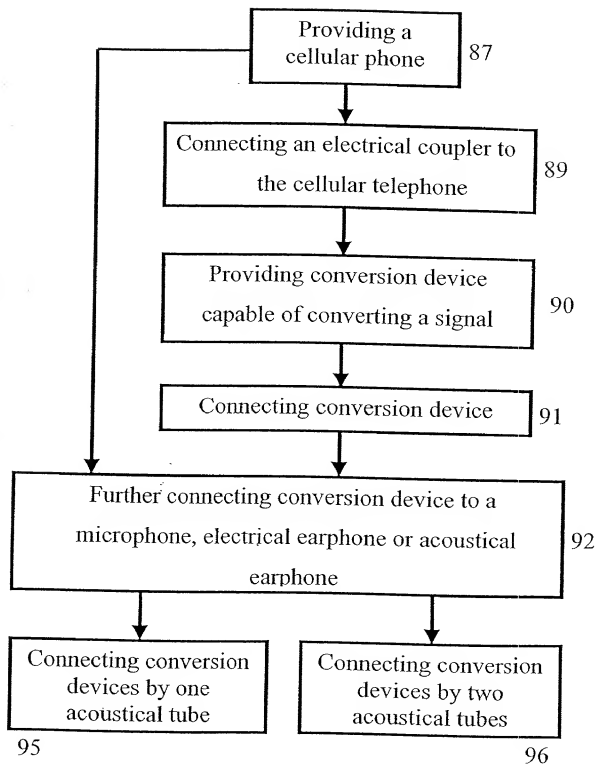 Providing a
cellular phone
87
Connecting an electrical coupler to
the cellular telephone
89
Providing conversion device
capable of converting a signal
90
Connecting conversion device
91
Further connecting conversion device to a
microphone, electrical earphone or acoustical
earphone
92
Connecting conversion
devices by one
acoustical tube
95
Connecting conversion
devices by two
acoustical tubes
96